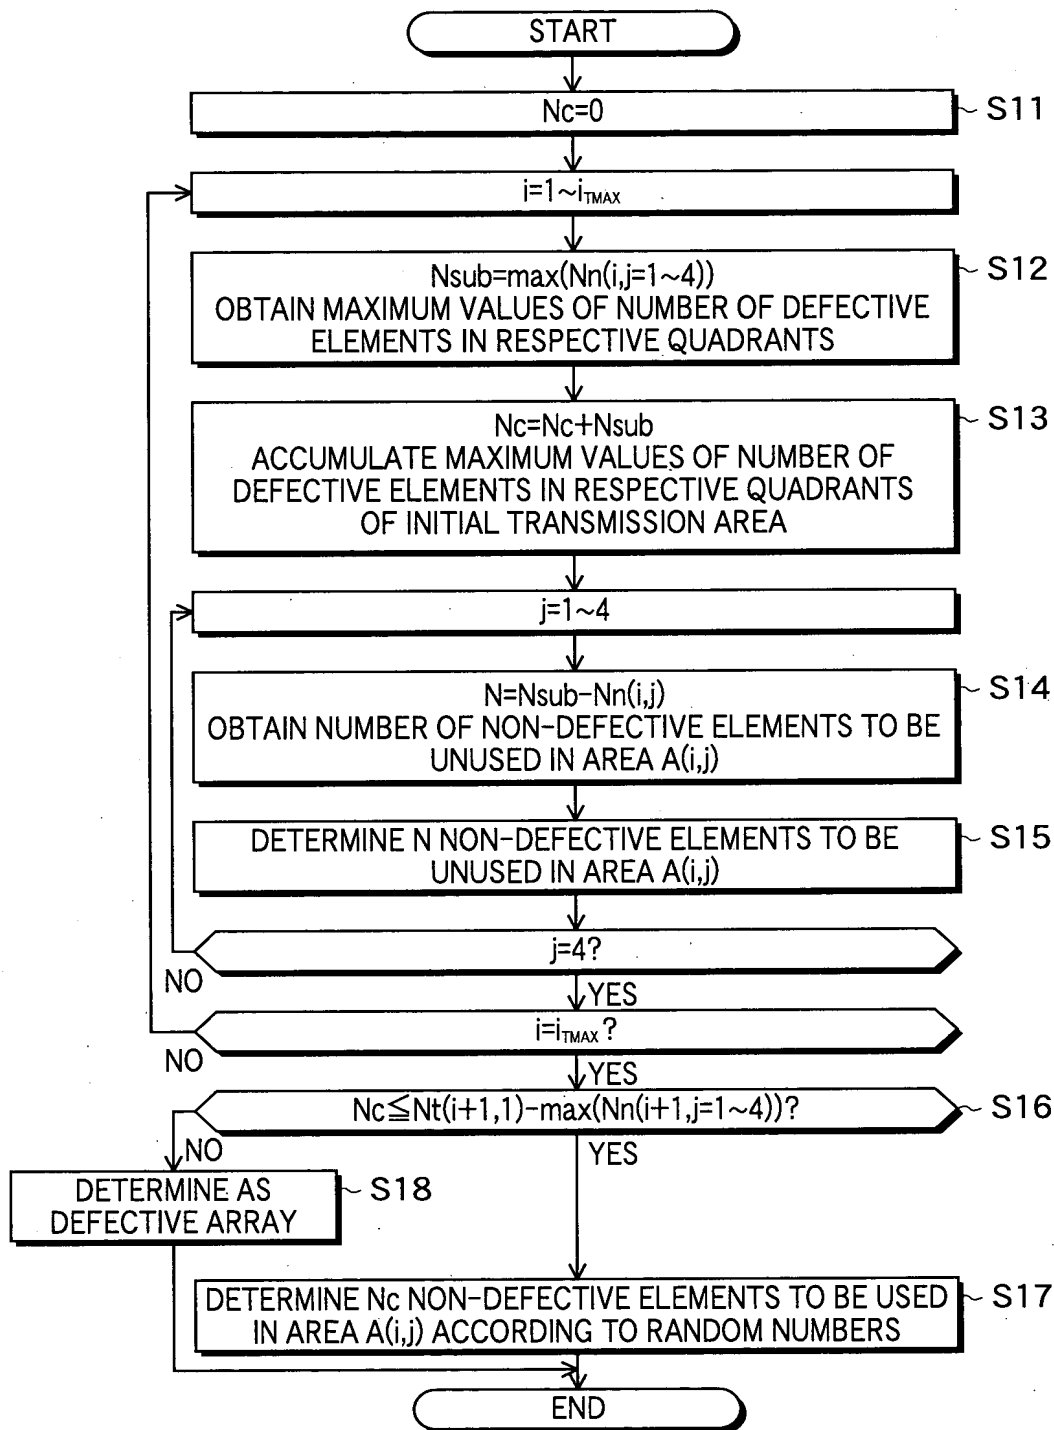 START
Nc=0
S11
i=1~iTMAX
Nsub=max(Nn(i,j=1~4))
OBTAIN MAXIMUM VALUES OF NUMBER OF DEFECTIVE
ELEMENTS IN RESPECTIVE QUADRANTS
S12
Nc=Nc+Nsub
ACCUMULATE MAXIMUM VALUES OF NUMBER OF
DEFECTIVE ELEMENTS IN RESPECTIVE QUADRANTS
OF INITIAL TRANSMISSION AREA
S13
j=1~4
N=Nsub-Nn(i,j)
OBTAIN NUMBER OF NON-DEFECTIVE ELEMENTS TO BE
UNUSED IN AREA A(i,j)
S14
DETERMINE N NON-DEFECTIVE ELEMENTS TO BE
UNUSED IN AREA A(i,j)
S15
j=4?
NO
YES
i=iTMAX?
NO
YES
Nc≦Nt(i+1,1)-max(Nn(i+1,j=1~4))?
S16
NO
YES
DETERMINE AS
DEFECTIVE ARRAY
S18
DETERMINE Nc NON-DEFECTIVE ELEMENTS TO BE USED
IN AREA A(i,j) ACCORDING TO RANDOM NUMBERS
S17
END